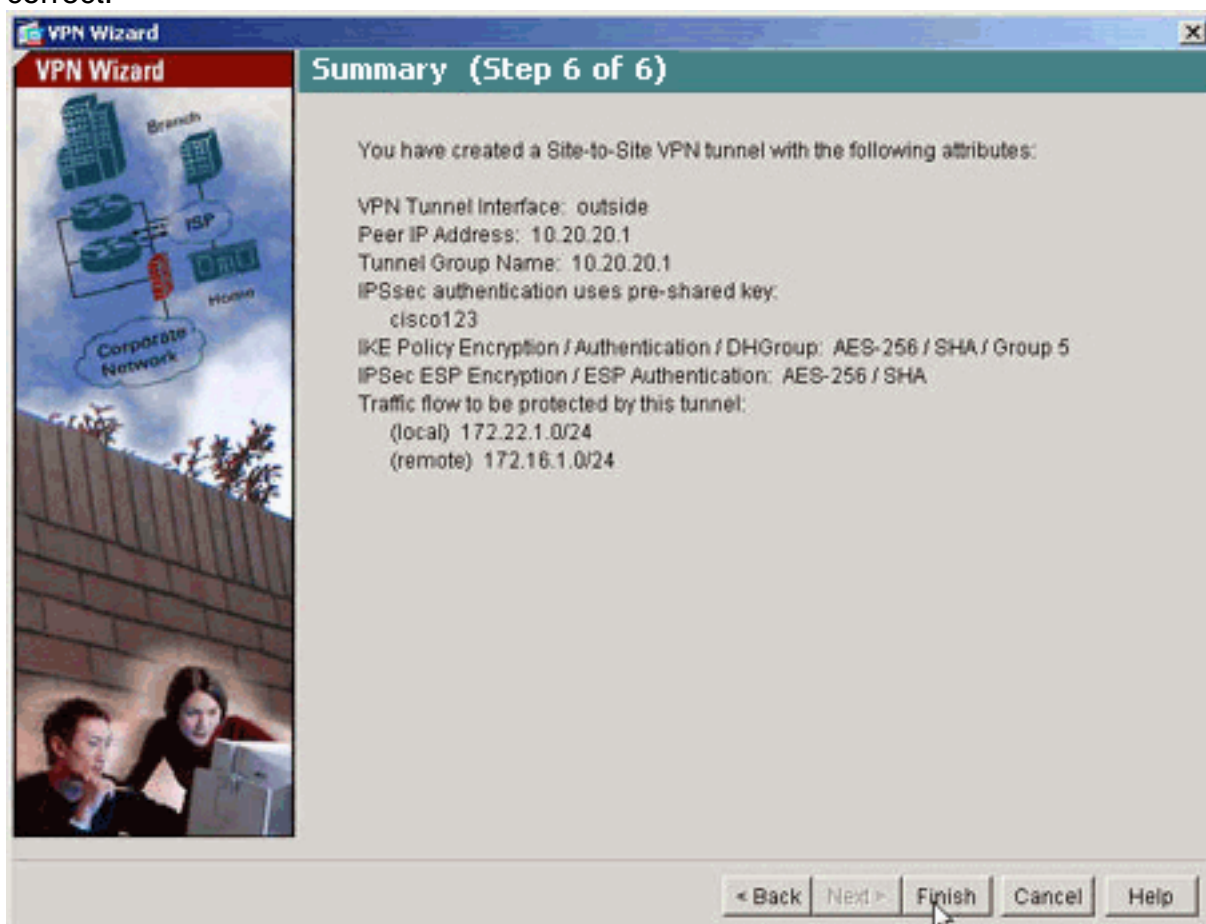 correct.
VPN Wizard
VPN Wizard
Summary (Step 6 of 6)
Branch
ISP
Home
Corporate
Network
You have created a Site-to-Site VPN tunnel with the following attributes:
VPN Tunnel Interface: outside
Peer IP Address: 10.20.20.1
Tunnel Group Name: 10.20.20.1
IPSsec authentication uses pre-shared key:
cisco123
IKE Policy Encryption / Authentication / DHGroup: AES-256 / SHA / Group 5
IPSec ESP Encryption / ESP Authentication: AES-256 / SHA
Traffic flow to be protected by this tunnel:
(local) 172.22.1.0/24
(remote) 172.16.1.0/24
< Back Next > Finish Cancel Help